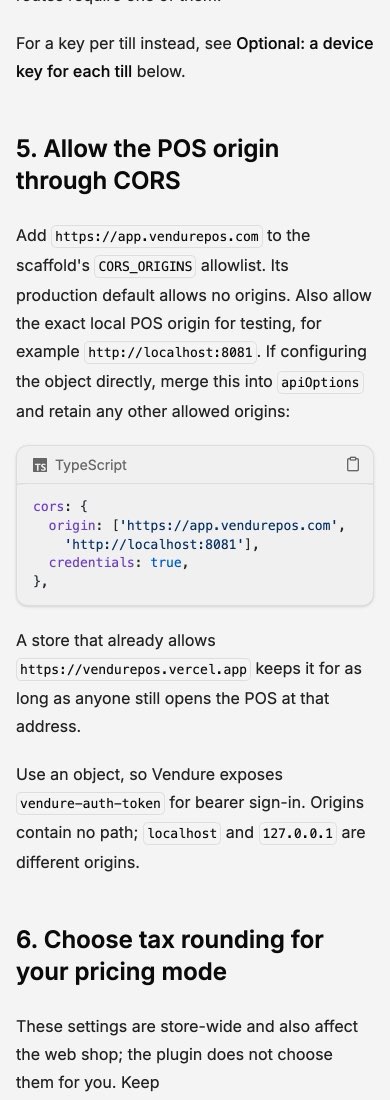 For a key per till instead, see Optional: a device
key for each till below.
5. Allow the POS origin
through CORS
Add https://app.vendurepos.com to the
scaffold's CORS_ORIGINS allowlist. Its
production default allows no origins. Also allow
the exact local POS origin for testing, for
example http://localhost:8081. If configuring
the object directly, merge this into apiOptions
and retain any other allowed origins:
TS TypeScript
cors: {
  origin: ['https://app.vendurepos.com',
    'http://localhost:8081'],
  credentials: true,
},
A store that already allows
https://vendurepos.vercel.app keeps it for as
long as anyone still opens the POS at that
address.
Use an object, so Vendure exposes
vendure-auth-token for bearer sign-in. Origins
contain no path; localhost and 127.0.0.1 are
different origins.
6. Choose tax rounding for
your pricing mode
These settings are store-wide and also affect
the web shop; the plugin does not choose
them for you. Keep